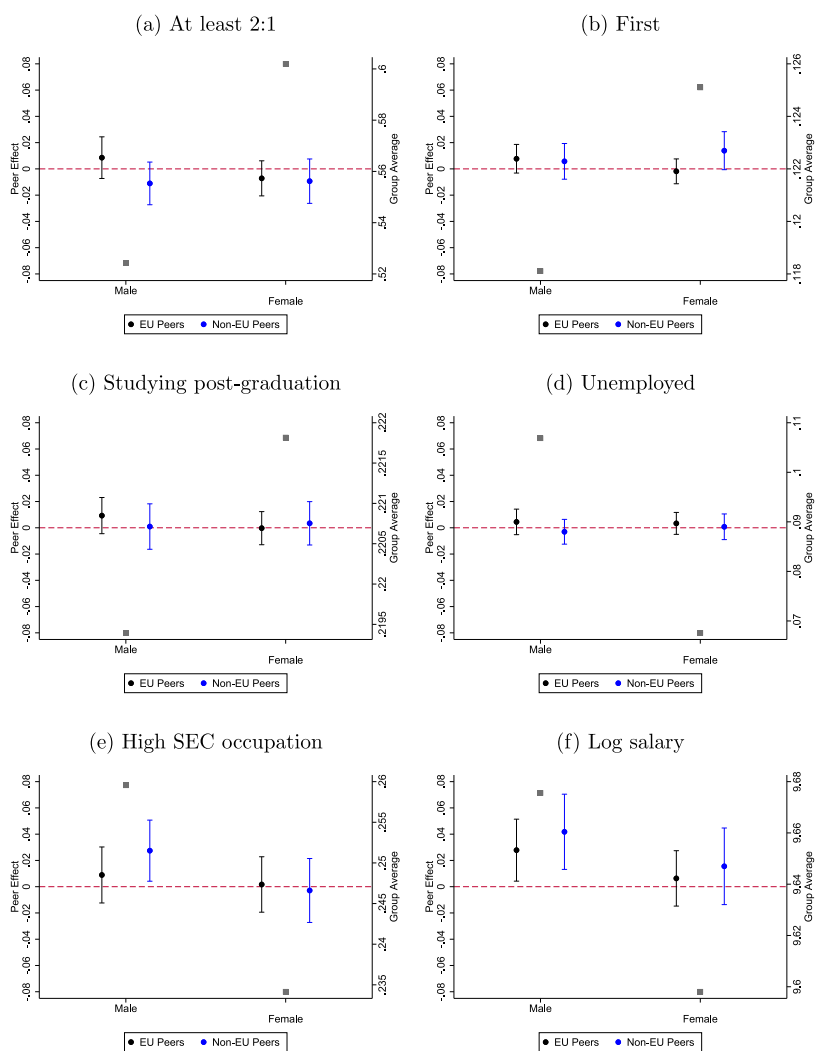 (a) At least 2:1
Peer Effect
.08
.06
.04
.02
0
-.02
-.04
-.06
-.08
Group Average
.6
.58
.56
.54
.52
Male
Female
EU Peers
Non-EU Peers
(b) First
Peer Effect
.08
.06
.04
.02
0
-.02
-.04
-.06
-.08
Group Average
.126
.124
.122
.12
.118
Male
Female
EU Peers
Non-EU Peers
(c) Studying post-graduation
Peer Effect
.08
.06
.04
.02
0
-.02
-.04
-.06
-.08
Group Average
.222
.2215
.221
.2205
.22
.2195
Male
Female
EU Peers
Non-EU Peers
(d) Unemployed
Peer Effect
.08
.06
.04
.02
0
-.02
-.04
-.06
-.08
Group Average
.11
.1
.09
.08
.07
Male
Female
EU Peers
Non-EU Peers
(e) High SEC occupation
Peer Effect
.08
.06
.04
.02
0
-.02
-.04
-.06
-.08
Group Average
.26
.255
.25
.245
.24
.235
Male
Female
EU Peers
Non-EU Peers
(f) Log salary
Peer Effect
.08
.06
.04
.02
0
-.02
-.04
-.06
-.08
Group Average
9.68
9.66
9.64
9.62
9.6
Male
Female
EU Peers
Non-EU Peers